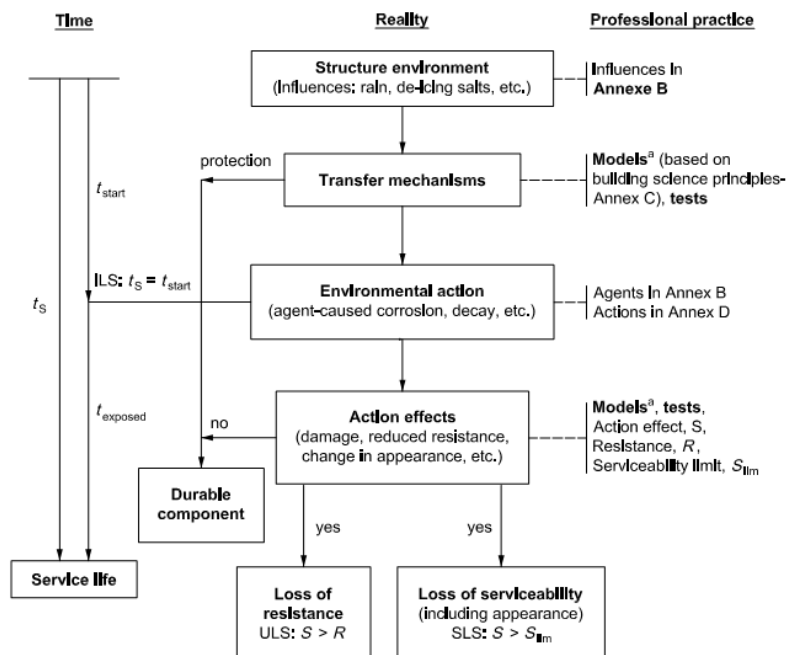 Time
Reality
Professional practice
Structure environment
(Influences: rain, de-icing salts, etc.)
Influences in
Annexe B
protection
Transfer mechanisms
Modelsᵃ (based on
building science principles-
Annex C), tests
t_start
ILS: t_S = t_start
Environmental action
(agent-caused corrosion, decay, etc.)
Agents in Annex B
Actions in Annex D
t_S
t_exposed
no
Action effects
(damage, reduced resistance,
change in appearance, etc.)
Modelsᵃ, tests,
Action effect, S,
Resistance, R,
Serviceability limit, S_lim
Durable
component
yes
yes
Service life
Loss of
resistance
ULS: S > R
Loss of serviceability
(including appearance)
SLS: S > S_lim